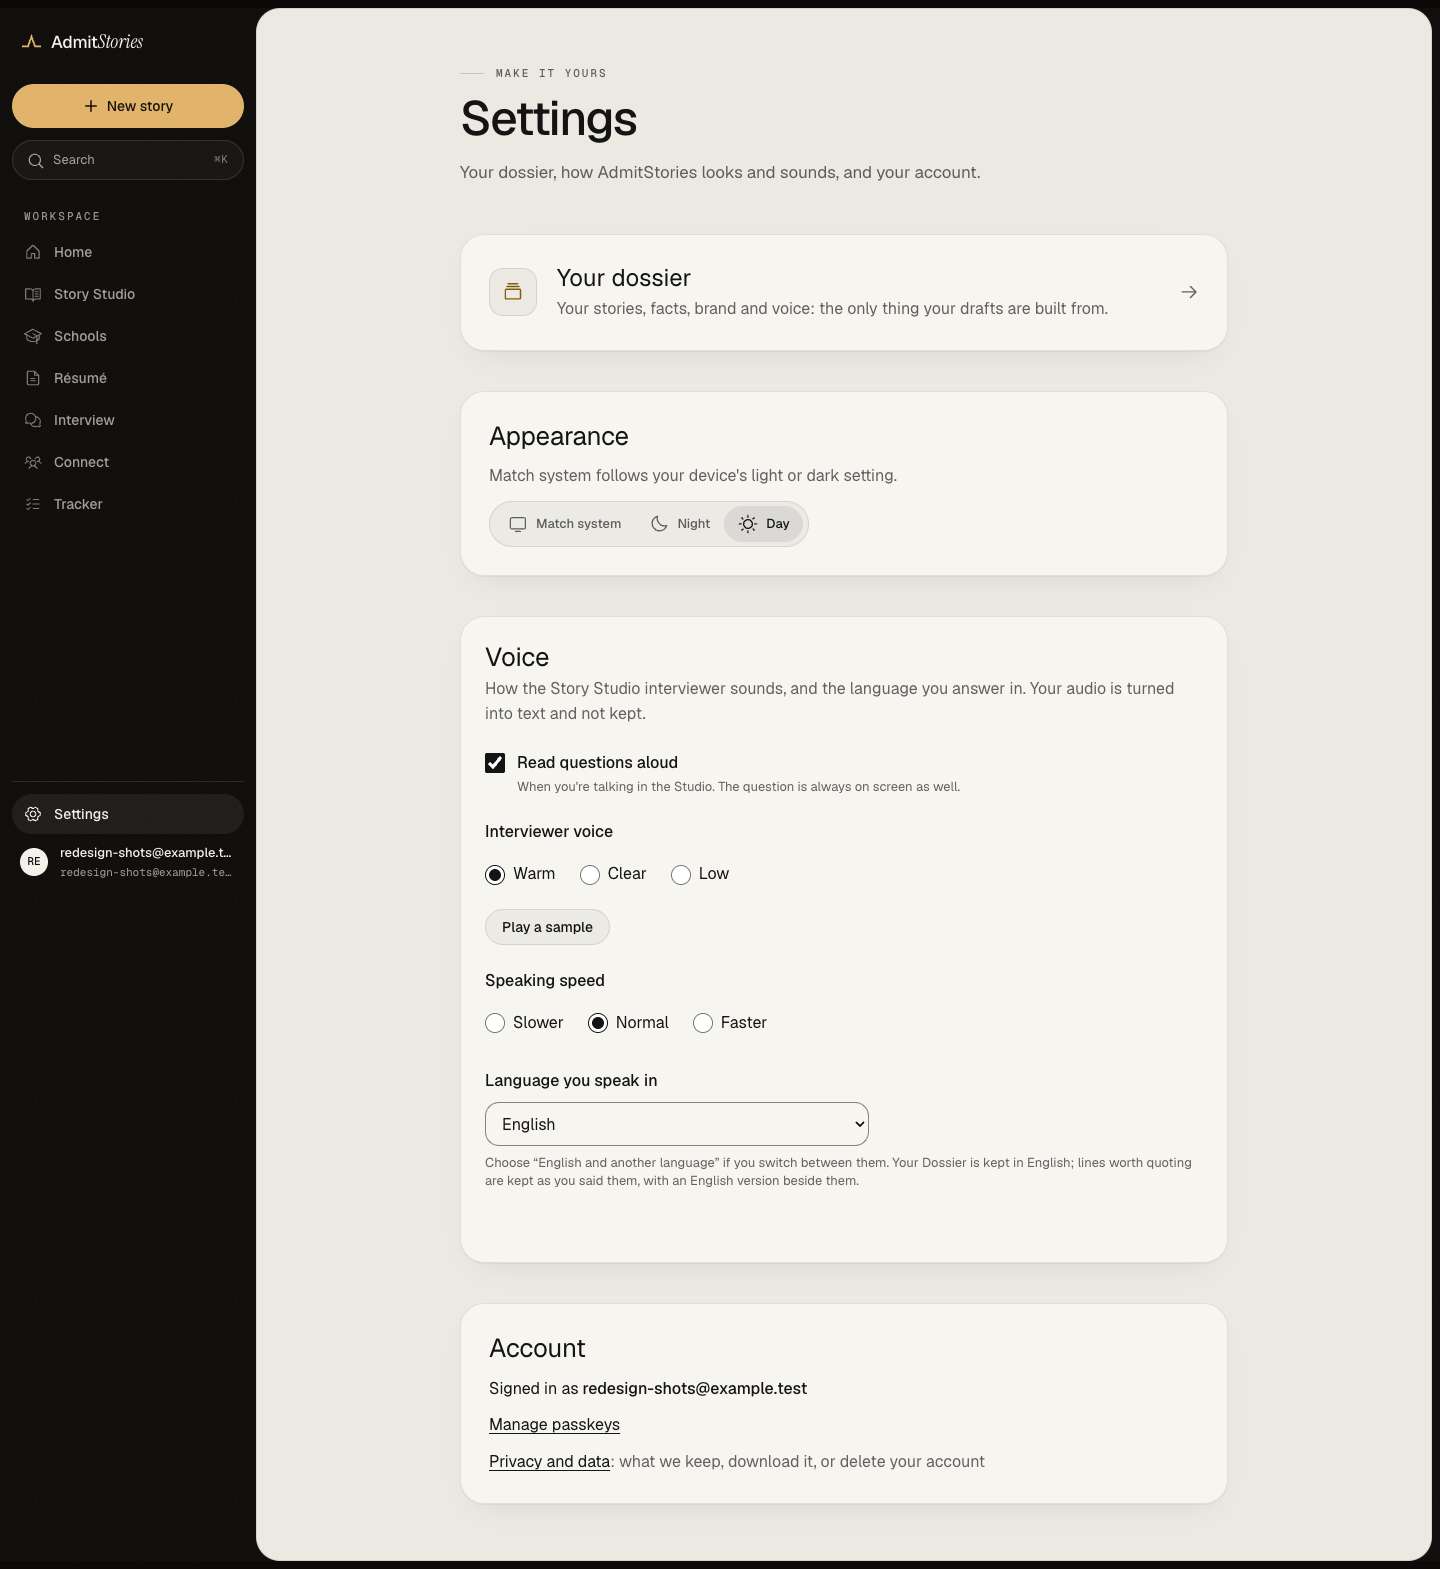 AdmitStories
New story
Search ⌘K
WORKSPACE
Home
Story Studio
Schools
Résumé
Interview
Connect
Tracker
Settings
RE
redesign-shots@example.t…
redesign-shots@example.te…
MAKE IT YOURS
Settings
Your dossier, how AdmitStories looks and sounds, and your account.
Your dossier
Your stories, facts, brand and voice: the only thing your drafts are built from.
Appearance
Match system follows your device's light or dark setting.
Match system Night Day
Voice
How the Story Studio interviewer sounds, and the language you answer in. Your audio is turned
into text and not kept.
Read questions aloud
When you're talking in the Studio. The question is always on screen as well.
Interviewer voice
Warm Clear Low
Play a sample
Speaking speed
Slower Normal Faster
Language you speak in
English
Choose “English and another language” if you switch between them. Your Dossier is kept in English; lines worth quoting
are kept as you said them, with an English version beside them.
Account
Signed in as redesign-shots@example.test
Manage passkeys
Privacy and data: what we keep, download it, or delete your account